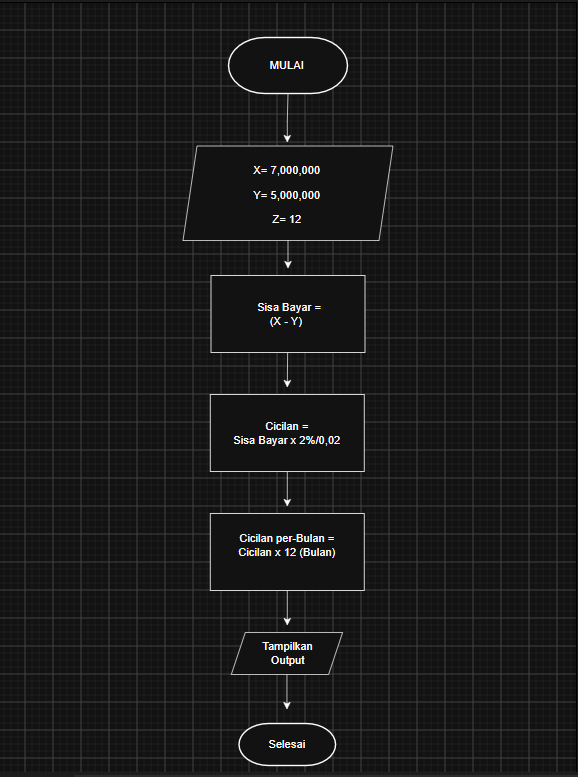 MULAI
X= 7,000,000
Y= 5,000,000
Z= 12
Sisa Bayar =
(X - Y)
Cicilan =
Sisa Bayar x 2%/0,02
Cicilan per-Bulan =
Cicilan x 12 (Bulan)
Tampilkan
Output
Selesai